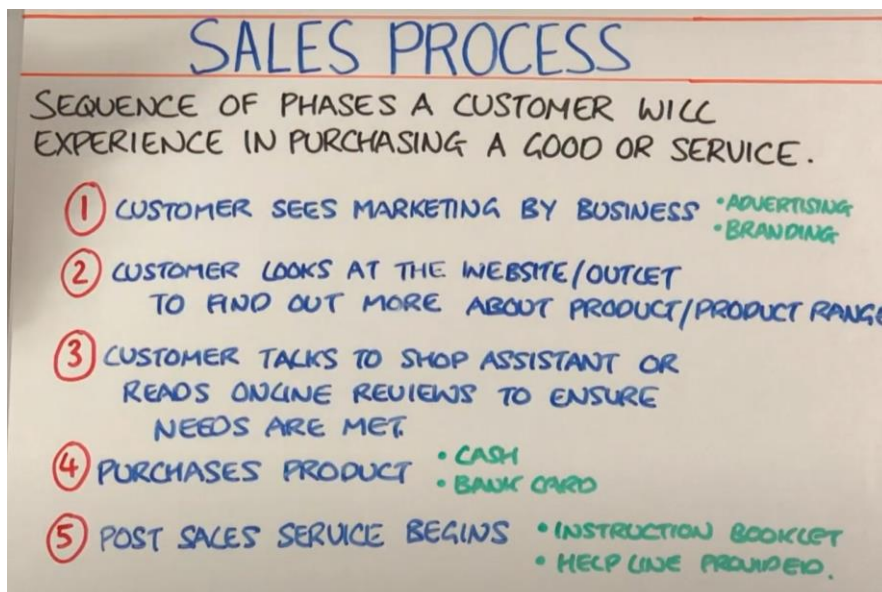 SALES PROCESS
SEQUENCE OF PHASES A CUSTOMER WILL
EXPERIENCE IN PURCHASING A GOOD OR SERVICE.
1 CUSTOMER SEES MARKETING BY BUSINESS • ADVERTISING
• BRANDING
2 CUSTOMER LOOKS AT THE WEBSITE/OUTLET
TO FIND OUT MORE ABOUT PRODUCT/PRODUCT RANGE
3 CUSTOMER TALKS TO SHOP ASSISTANT OR
READS ONLINE REVIEWS TO ENSURE
NEEDS ARE MET.
4 PURCHASES PRODUCT • CASH
• BANK CARD
5 POST SALES SERVICE BEGINS • INSTRUCTION BOOKLET
• HELP LINE PROVIDED.